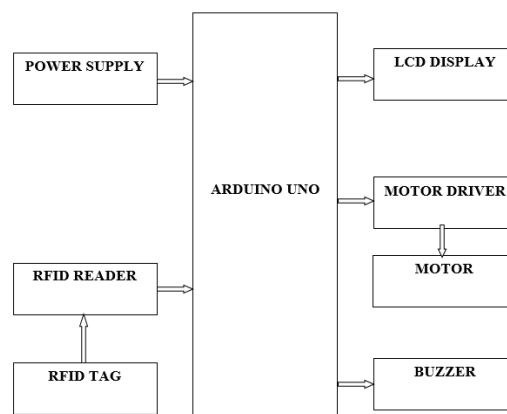 POWER SUPPLY
RFID READER
RFID TAG
ARDUINO UNO
LCD DISPLAY
MOTOR DRIVER
MOTOR
BUZZER